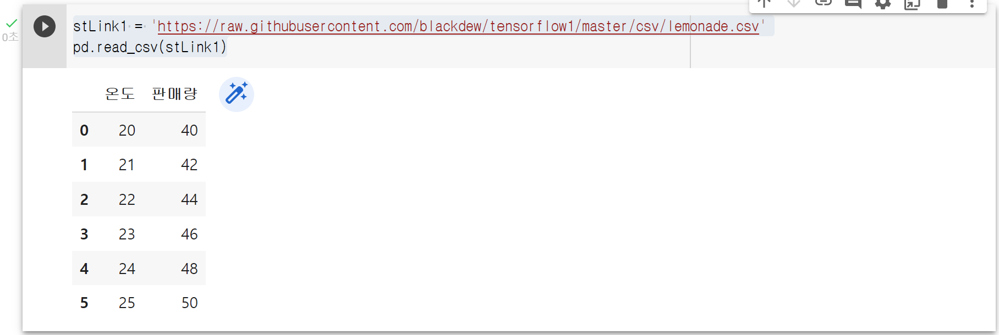 stLink1 = 'https://raw.githubusercontent.com/blackdew/tensorflow1/master/csv/lemonade.csv'
0초
pd.read_csv(stLink1)
온도 판매량
0 20 40
1 21 42
2 22 44
3 23 46
4 24 48
5 25 50